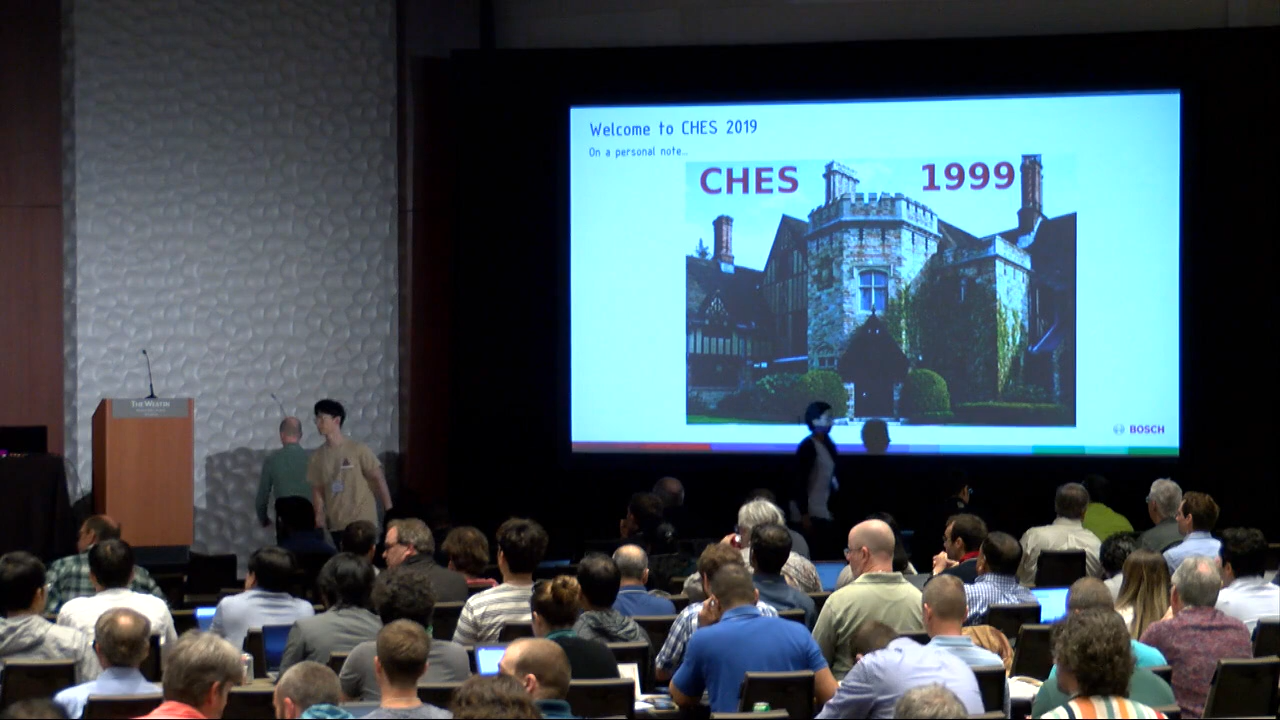 Welcome to CHES 2019
On a personal note..
CHES 1999
BOSCH
THE WESTIN